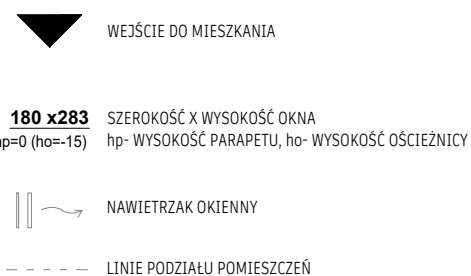 WEJŚCIE DO MIESZKANIA
180 x283 SZEROKOŚĆ X WYSOKOŚĆ OKNA
hp=0 (ho=-15) hp- WYSOKOŚĆ PARAPETU, ho- WYSOKOŚĆ OŚCIEŻNICY
NAWIETRZAK OKIENNY
LINIE PODZIAŁU POMIESZCZEŃ